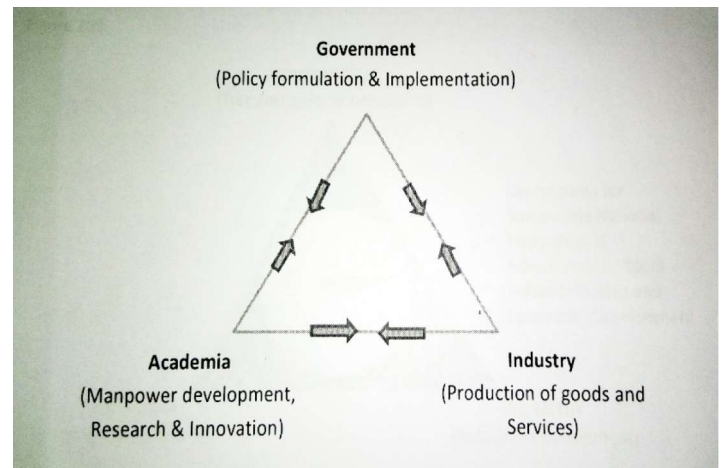 Government
(Policy formulation & Implementation)
Academia
(Manpower development,
Research & Innovation)
Industry
(Production of goods and
Services)